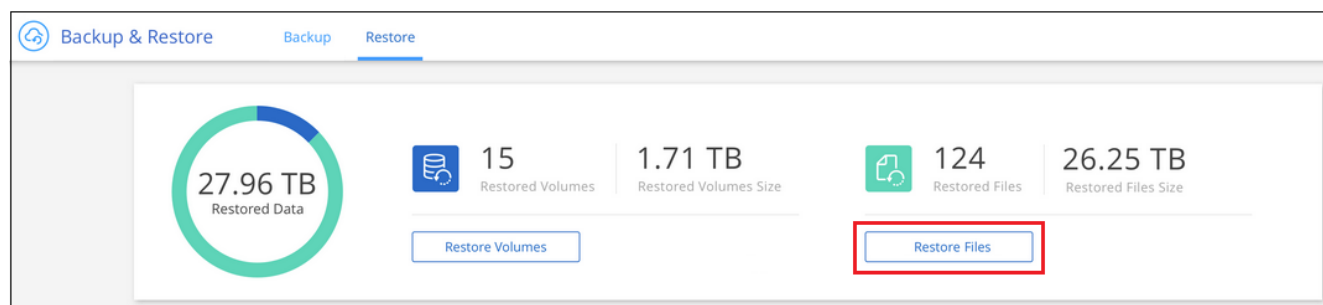 Backup & Restore Backup Restore
27.96 TB
Restored Data
15
Restored Volumes
1.71 TB
Restored Volumes Size
Restore Volumes
124
Restored Files
26.25 TB
Restored Files Size
Restore Files